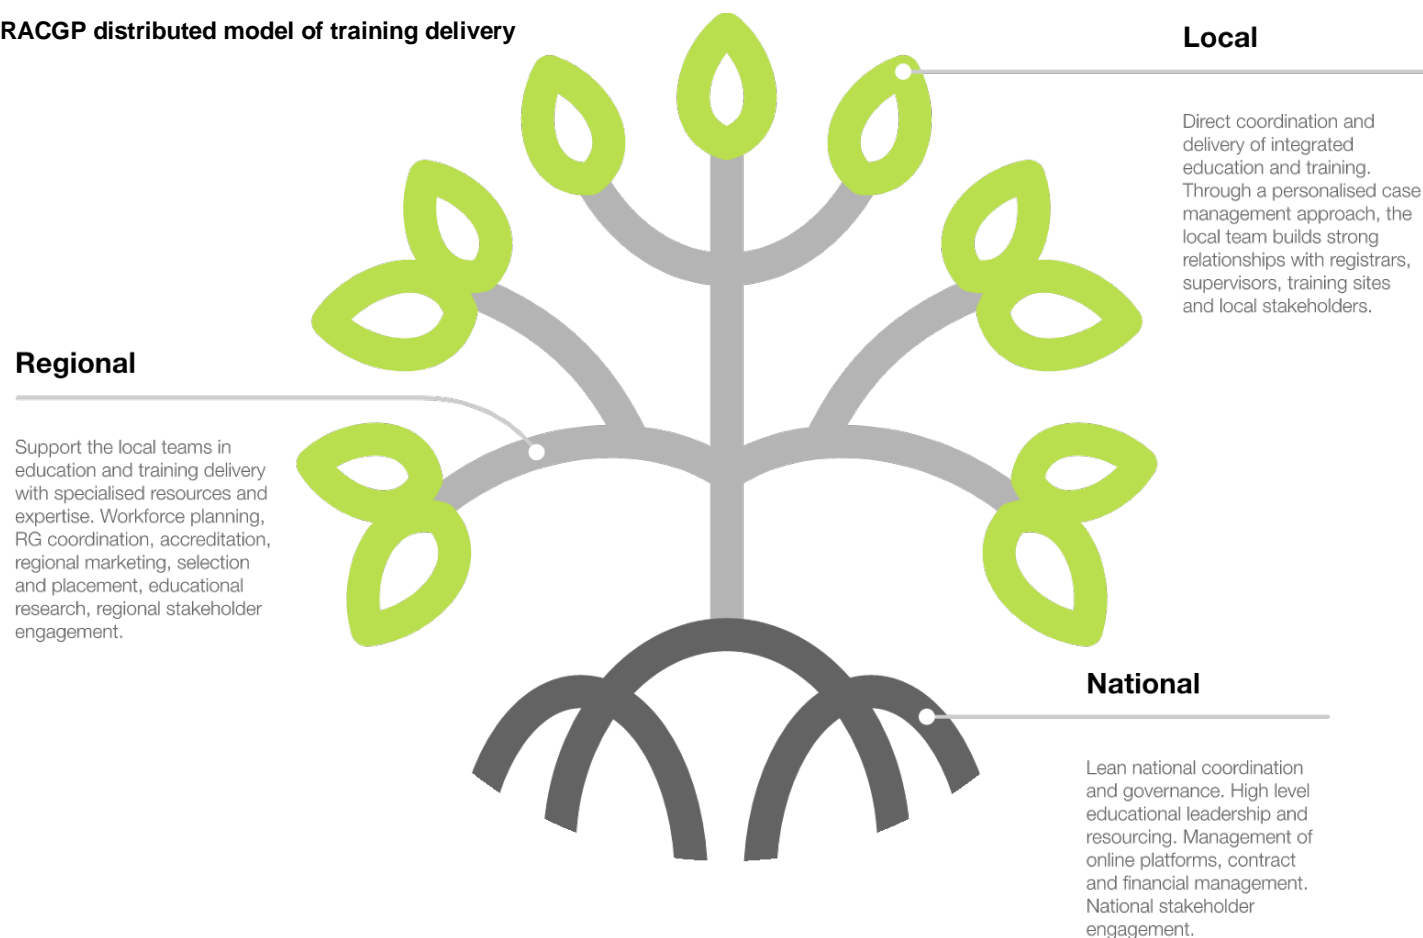 RACGP distributed model of training delivery
Local
Direct coordination and
delivery of integrated
education and training.
Through a personalised case
management approach, the
local team builds strong
relationships with registrars,
supervisors, training sites
and local stakeholders.
Regional
Support the local teams in
education and training delivery
with specialised resources and
expertise. Workforce planning,
RG coordination, accreditation,
regional marketing, selection
and placement, educational
research, regional stakeholder
engagement.
National
Lean national coordination
and governance. High level
educational leadership and
resourcing. Management of
online platforms, contract
and financial management.
National stakeholder
engagement.